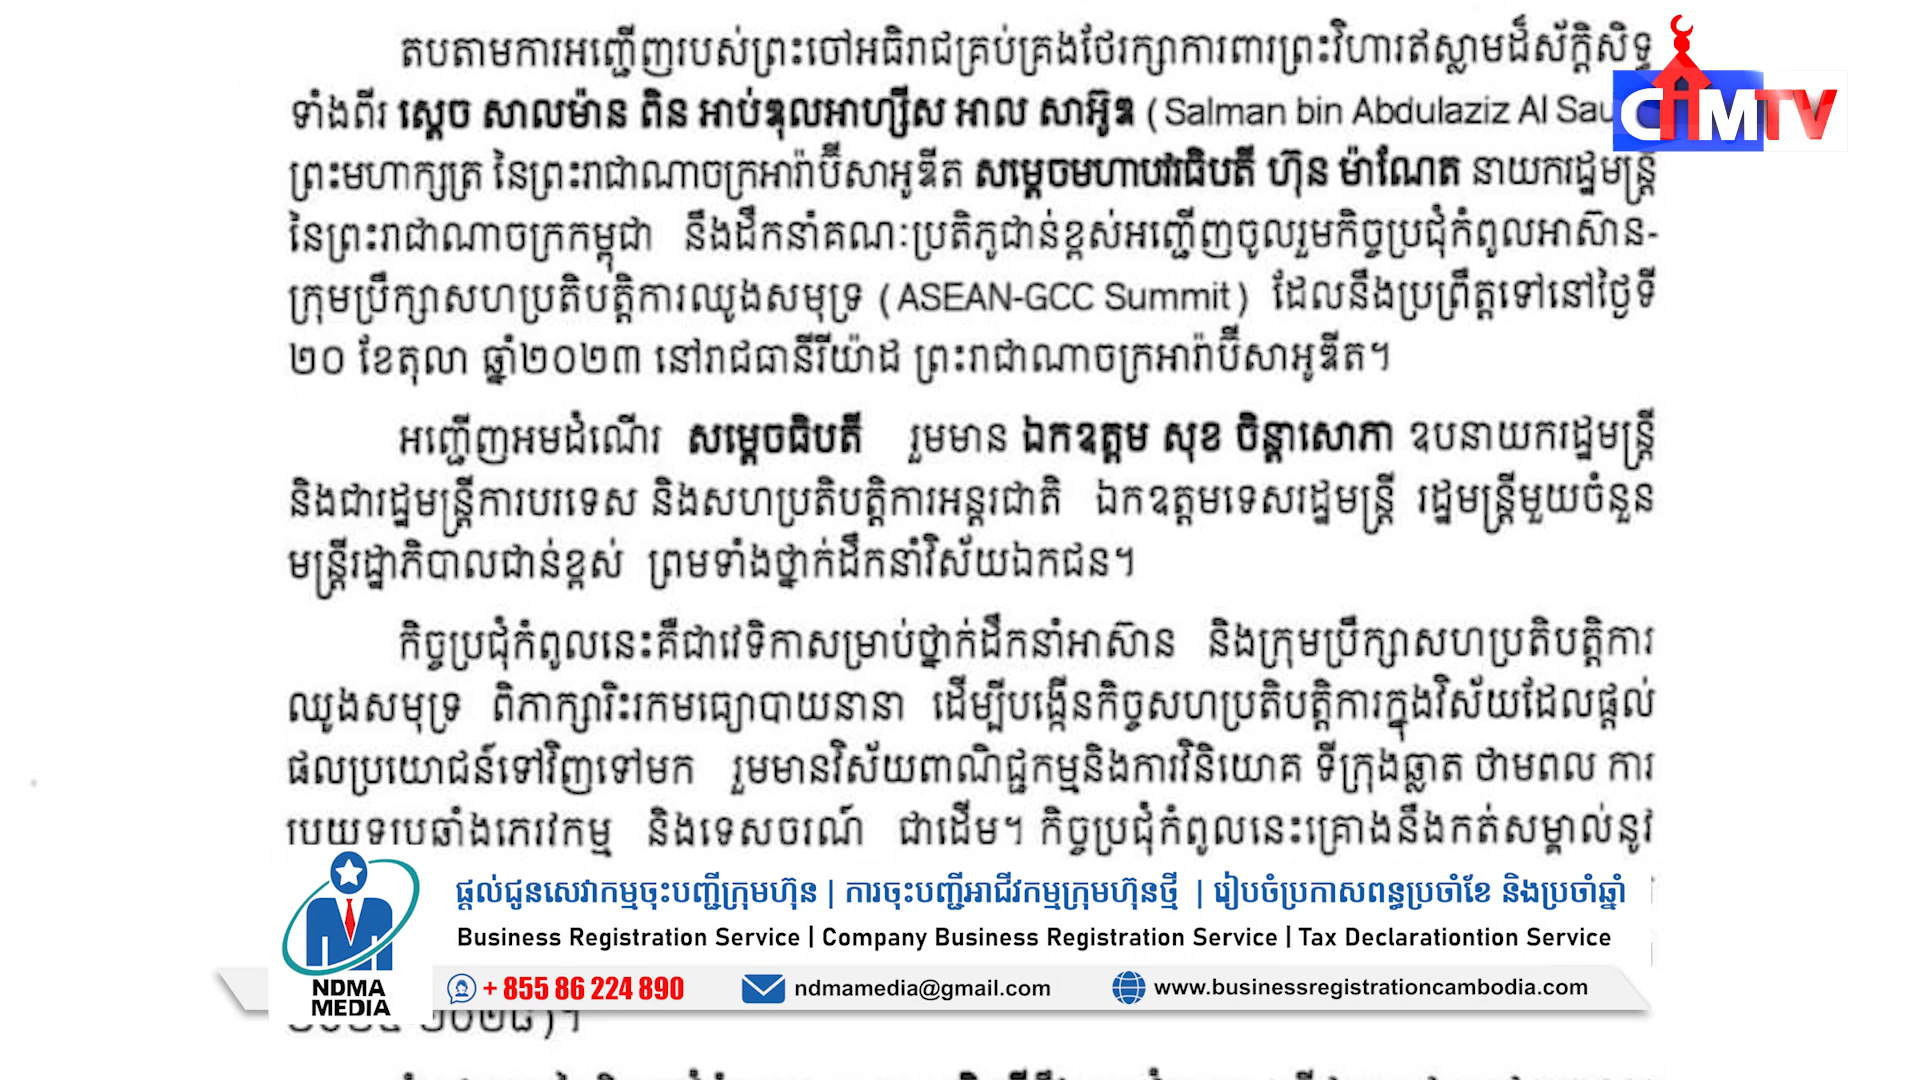 តបតាមការអញ្ជើញរបស់ព្រះចៅអធិរាជគ្រប់គ្រងថែរក្សាការពារព្រះវិហារឥស្លាមដ៏ស័ក្តិសិទ្ធ
ទាំងពីរ ស្តេច សាលម៉ាន ពិន អាប់ឌុលអាហ្ស៊ីស អាល សាអ៊ូឌ (Salman bin Abdulaziz Al Sau
CIMTV
ព្រះមហាក្សត្រ នៃព្រះរាជាណាចក្រអារ៉ាប៊ីសាអូឌីត សម្តេចមហាបវរធិបតី ហ៊ុន ម៉ាណែត នាយករដ្ឋមន្ត្រី
នៃព្រះរាជាណាចក្រកម្ពុជា នឹងដឹកនាំគណៈប្រតិភូជាន់ខ្ពស់អញ្ជើញចូលរួមកិច្ចប្រជុំកំពូលអាស៊ាន-
ក្រុមប្រឹក្សាសហប្រតិបត្តិការឈូងសមុទ្រ (ASEAN-GCC Summit) ដែលនឹងប្រព្រឹត្តទៅនៅថ្ងៃទី
២០ ខែតុលា ឆ្នាំ២០២៣ នៅរាជធានីរីយ៉ាដ ព្រះរាជាណាចក្រអារ៉ាប៊ីសាអូឌីត។
អញ្ជើញអមដំណើរ សម្តេចធិបតី រួមមាន ឯកឧត្តម សុខ ចិន្តាសោភា ឧបនាយករដ្ឋមន្ត្រី
និងជារដ្ឋមន្ត្រីការបរទេស និងសហប្រតិបត្តិការអន្តរជាតិ ឯកឧត្តមទេសរដ្ឋមន្ត្រី រដ្ឋមន្ត្រីមួយចំនួន
មន្ត្រីរដ្ឋាភិបាលជាន់ខ្ពស់ ព្រមទាំងថ្នាក់ដឹកនាំវិស័យឯកជន។
កិច្ចប្រជុំកំពូលនេះគឺជាវេទិកាសម្រាប់ថ្នាក់ដឹកនាំអាស៊ាន និងក្រុមប្រឹក្សាសហប្រតិបត្តិការ
ឈូងសមុទ្រ ពិភាក្សារិះរកមធ្យោបាយនានា ដើម្បីបង្កើនកិច្ចសហប្រតិបត្តិការក្នុងវិស័យដែលផ្តល់
ផលប្រយោជន៍ទៅវិញទៅមក រួមមានវិស័យពាណិជ្ជកម្មនិងការវិនិយោគ ទីក្រុងឆ្លាត ថាមពល ការ
របយុទ្ធប្រឆាំងភេរវកម្ម និងទេសចរណ៍ ជាដើម។ កិច្ចប្រជុំកំពូលនេះគ្រោងនឹងកត់សម្គាល់នូវ
ផ្តល់ជូនសេវាកម្មចុះបញ្ជីក្រុមហ៊ុន | ការចុះបញ្ជីអាជីវកម្មក្រុមហ៊ុនថ្មី | រៀបចំប្រកាសពន្ធប្រចាំខែ និងប្រចាំឆ្នាំ
Business Registration Service | Company Business Registration Service | Tax Declarationtion Service
NDMA
MEDIA
+ 855 86 224 890 ndmamedia@gmail.com www.businessregistrationcambodia.com